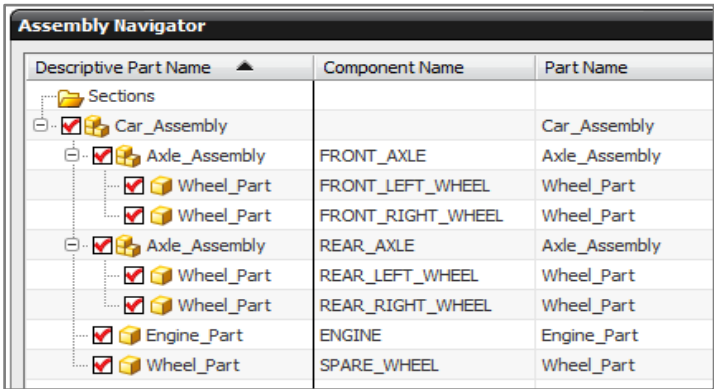 Assembly Navigator
Descriptive Part Name Component Name Part Name
Sections
Car_Assembly Car_Assembly
Axle_Assembly FRONT_AXLE Axle_Assembly
Wheel_Part FRONT_LEFT_WHEEL Wheel_Part
Wheel_Part FRONT_RIGHT_WHEEL Wheel_Part
Axle_Assembly REAR_AXLE Axle_Assembly
Wheel_Part REAR_LEFT_WHEEL Wheel_Part
Wheel_Part REAR_RIGHT_WHEEL Wheel_Part
Engine_Part ENGINE Engine_Part
Wheel_Part SPARE_WHEEL Wheel_Part